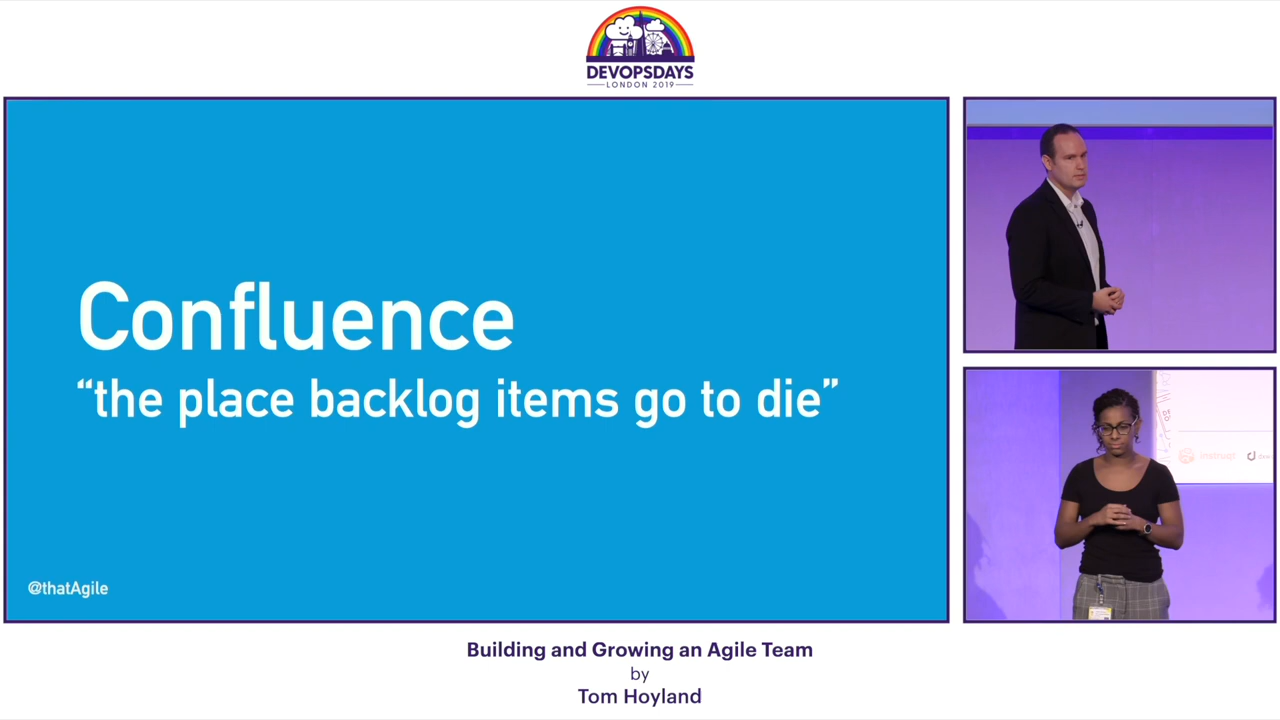 DEVOPSDAYS
LONDON 2019
Confluence
“the place backlog items go to die”
@thatAgile
instruqt
Building and Growing an Agile Team
by
Tom Hoyland